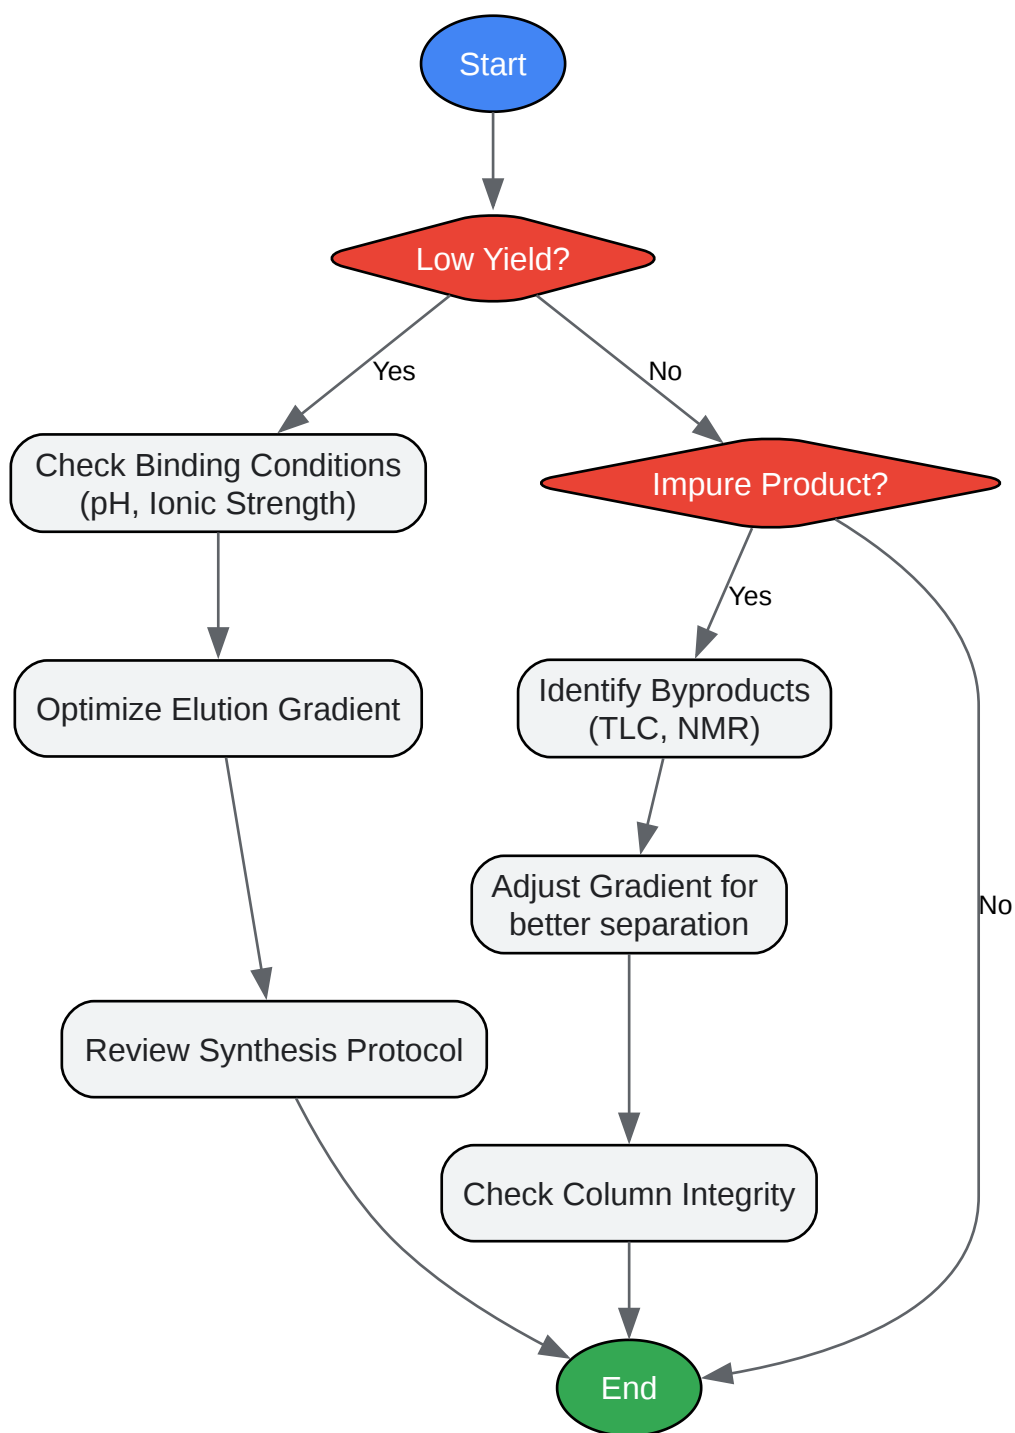 Start
Low Yield?
Yes
No
Check Binding Conditions
(pH, Ionic Strength)
Impure Product?
Yes
Optimize Elution Gradient
Identify Byproducts
(TLC, NMR)
Adjust Gradient for
better separation
No
Review Synthesis Protocol
Check Column Integrity
End